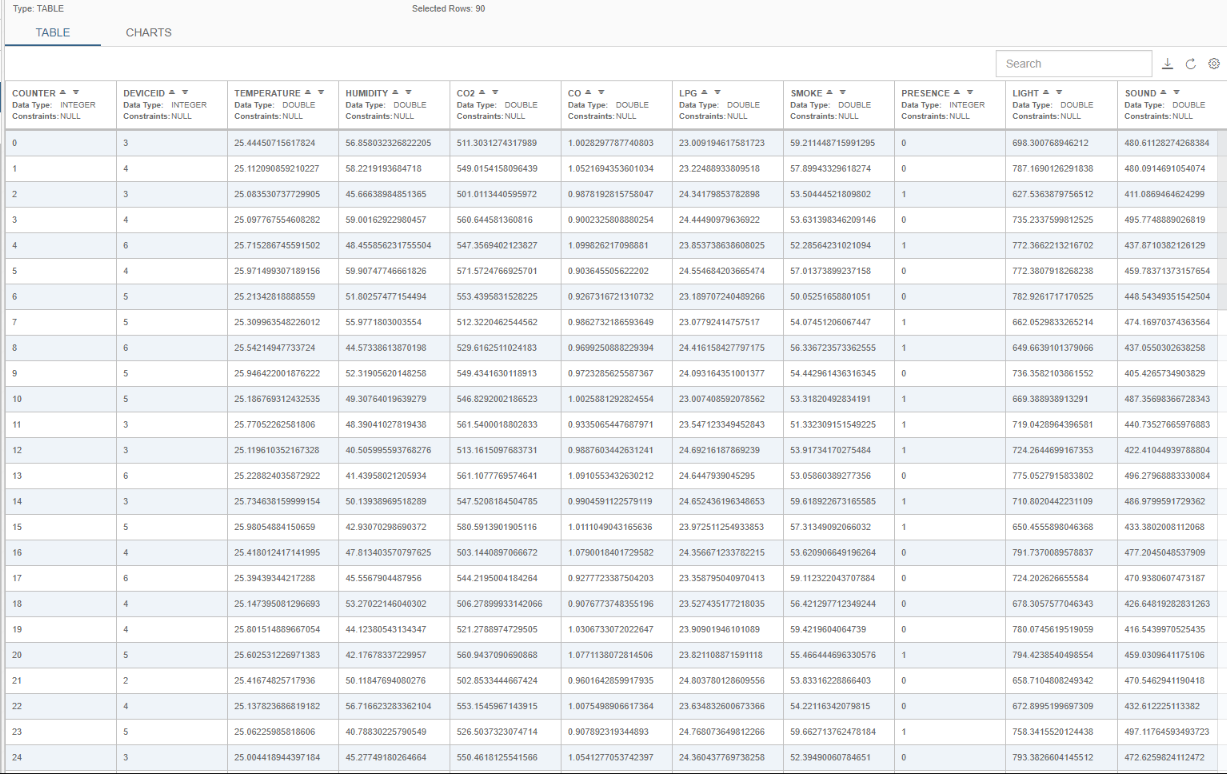 Type: TABLE Selected Rows: 90
TABLE CHARTS
Search
COUNTER DEVICEID TEMPERATURE HUMIDITY CO2 CO LPG SMOKE PRESENCE LIGHT SOUND
Data Type: INTEGER Data Type: INTEGER Data Type: DOUBLE Data Type: DOUBLE Data Type: DOUBLE Data Type: DOUBLE Data Type: DOUBLE Data Type: DOUBLE Data Type: INTEGER Data Type: DOUBLE Data Type: DOUBLE
Constraints: NULL Constraints: NULL Constraints: NULL Constraints: NULL Constraints: NULL Constraints: NULL Constraints: NULL Constraints: NULL Constraints: NULL Constraints: NULL Constraints: NULL
0 3 25.44450715617824 56.858032326822205 511.3031274317989 1.0028297787740803 23.009194617581723 59.211448715991295 0 698.300768946212 480.61128274268384
1 4 25.112090859210227 58.2219193684718 549.0154158096439 1.0521694353601034 23.22488933809518 57.89943329618274 0 787.1690126291838 480.0914691054074
2 3 25.083530737729905 45.66638984851365 501.0113440595972 0.9878192815758047 24.34179853782898 53.50444521809802 1 627.5363879756512 411.0869464624299
3 4 25.097767554608282 59.00162922980457 560.644581360816 0.9002325808880254 24.44490979636922 53.631398346209146 0 735.2337599812525 495.7748889026819
4 6 25.715286745591502 48.455856231755504 547.3569402123827 1.099826217098881 23.853738638608025 52.28564231021094 1 772.3662213216702 437.8710382126129
5 4 25.971499307189156 59.90747746661826 571.5724766925701 0.903645505622202 24.554684203665474 57.01373899237158 0 772.3807918268238 459.78371373157654
6 5 25.21342818888559 51.80257477154494 553.4395831528225 0.9267316721310732 23.189707240489266 50.05251658801051 0 782.9261717170525 448.54349351542504
7 5 25.309963548226012 55.9771803003554 512.3220462544562 0.9862732186593649 23.07792414757517 54.07451206067447 1 662.0529833265214 474.16970374363564
8 6 25.54214947733724 44.57338613870198 529.6162511024183 0.9699250888229394 24.416158427797175 56.336723573362555 1 649.6639101379066 437.0550302638258
9 5 25.946422001876222 52.31905620148258 549.4341630118913 0.9723285625587367 24.093164351001377 54.442961436316345 0 736.3582103861552 405.4265734903829
10 5 25.186769312432535 49.30764019639279 546.8292002186523 1.0025881292824554 23.007408592078562 53.31820492834191 1 669.388938913291 487.35698366728343
11 3 25.77052262581806 48.39041027819438 561.5400018802833 0.9335065447687971 23.547123349452843 51.332309151549225 1 719.0428964396581 440.73527665976883
12 3 25.119610352167328 40.505995593768276 513.1615097683731 0.9887603442631241 24.69216187869239 53.91734170275484 1 724.2644699167353 422.41044939788804
13 6 25.228824035872922 41.43958021205934 561.1077769574641 1.0910553432630212 24.6447939045295 53.05860389277356 0 775.0527915833802 496.27968883330084
14 3 25.734638159999154 50.13938969518289 547.5208184504785 0.9904591122579119 24.652436196348653 59.618922673165585 1 710.8020442231109 486.9799591729362
15 5 25.98054884150659 42.93070298690372 580.5913901905116 1.0111049043165636 23.972511254933853 57.31349092066032 1 650.4555898046368 433.3802008112068
16 4 25.418012417141995 47.813403570797625 503.1440897066672 1.0790018401729582 24.356671233782215 53.620906649196264 0 791.7370089578837 477.2045048537909
17 6 25.39439344217288 45.5567904487956 544.2195004184264 0.9277723387504203 23.358795040970413 59.112322043707884 0 724.202626655584 470.9380607473187
18 4 25.147395081296693 53.27022146040302 506.27899933142066 0.9076773748355196 23.527435177218035 56.421297712349244 0 678.3057577046343 426.64819282831263
19 4 25.801514889667054 44.12380543134347 521.2788974729505 1.0306733072022647 23.90901946101089 59.4219604064739 0 780.0745619519059 416.5439970525435
20 5 25.602531226971383 42.17678337229957 560.943709069086​8 1.0771138072814506 23.821108871591118 55.466444696330576 1 794.4238540498554 459.0309641175106
21 2 25.41674825717936 50.11847694080276 502.8533444667424 0.9601642859917935 24.803780128609556 53.83316228866403 0 658.7104808249342 470.5462941190418
22 4 25.137823686819182 56.716623283362104 553.1545967143915 1.0075498906617364 23.634832600673366 54.22116342079815 0 672.8995199697309 432.612225113382
23 5 25.06225985818606 40.78830225790549 526.5037323074714 0.907892319344893 24.768073649812266 59.662713762478184 1 758.3415520124438 497.11764593493723
24 3 25.004418944397184 45.27749180264664 550.4618125541566 1.0541277053742397 24.360437769738258 52.39490060784651 0 793.3826604145512 472.6259824112472